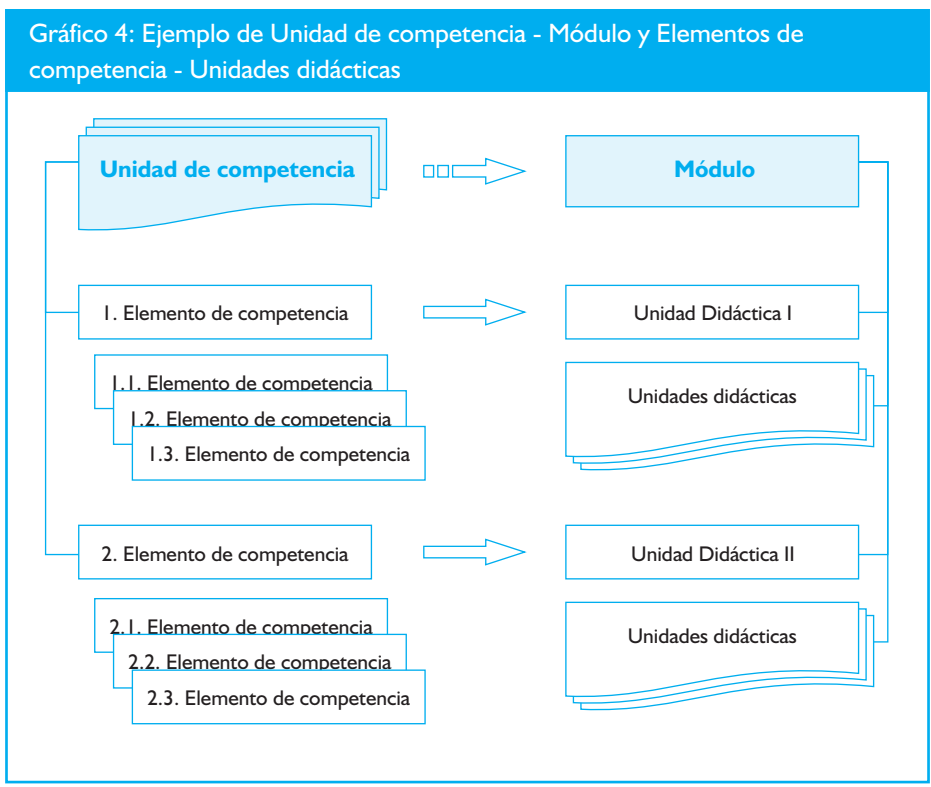 Gráfico 4: Ejemplo de Unidad de competencia - Módulo y Elementos de
competencia - Unidades didácticas
Unidad de competencia
Módulo
1. Elemento de competencia
Unidad Didáctica I
1.1. Elemento de competencia
1.2. Elemento de competencia
1.3. Elemento de competencia
Unidades didácticas
2. Elemento de competencia
Unidad Didáctica II
2.1. Elemento de competencia
2.2. Elemento de competencia
2.3. Elemento de competencia
Unidades didácticas